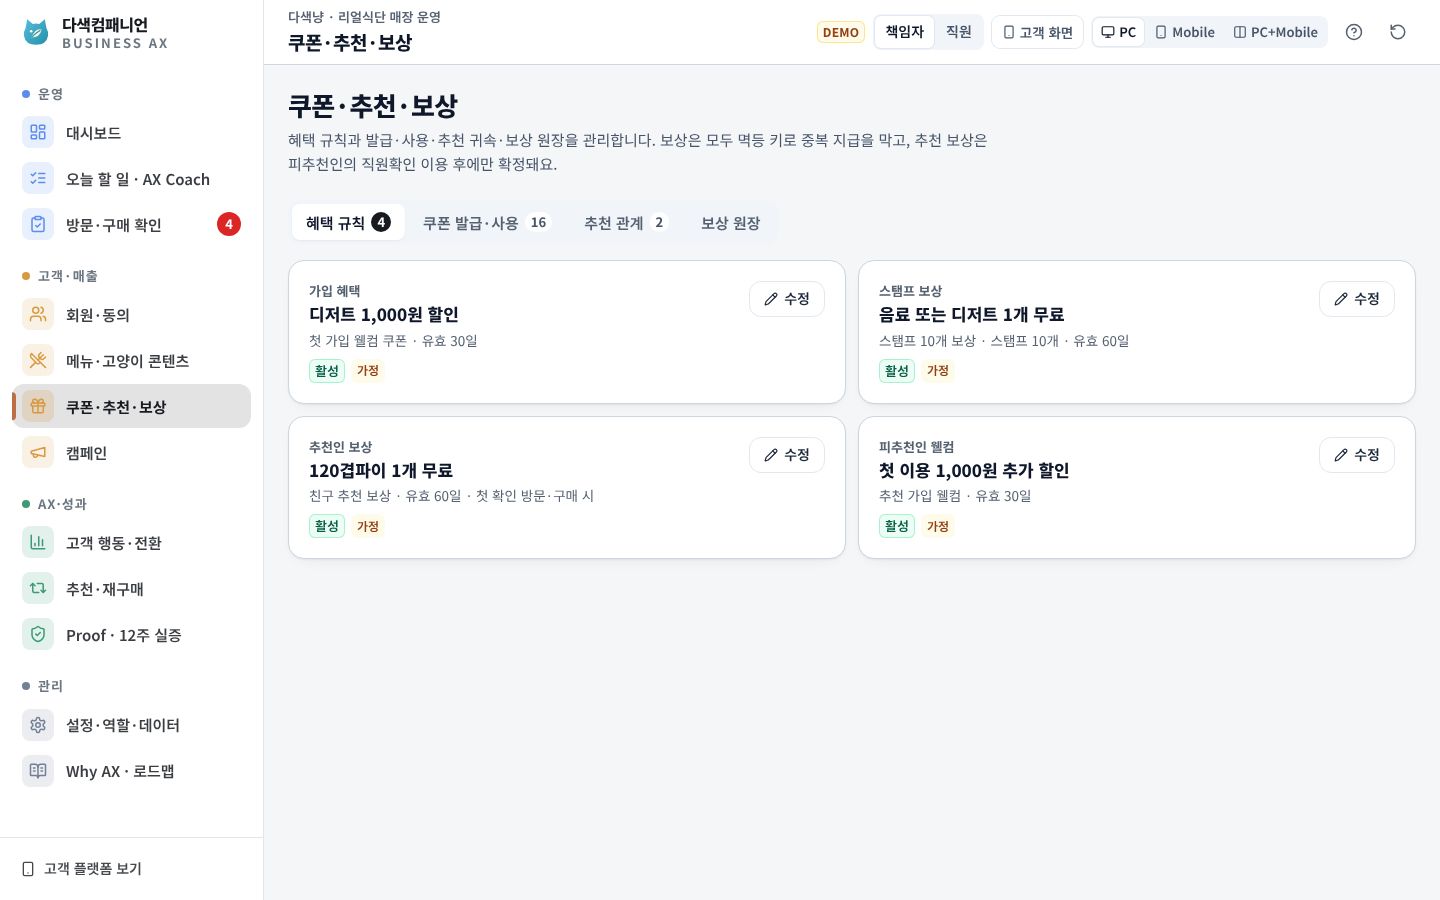 다색컴패니언
BUSINESS AX
운영
대시보드
오늘 할 일 · AX Coach
방문·구매 확인 4
고객·매출
회원·동의
메뉴·고양이 콘텐츠
쿠폰·추천·보상
캠페인
AX·성과
고객 행동·전환
추천·재구매
Proof · 12주 실증
관리
설정·역할·데이터
Why AX · 로드맵
고객 플랫폼 보기
다색냥 · 리얼식단 매장 운영
쿠폰·추천·보상
DEMO 책임자 직원 고객 화면 PC Mobile PC+Mobile
쿠폰·추천·보상
혜택 규칙과 발급·사용·추천 귀속·보상 원장을 관리합니다. 보상은 모두 멱등 키로 중복 지급을 막고, 추천 보상은
피추천인의 직원확인 이용 후에만 확정돼요.
혜택 규칙 4 쿠폰 발급·사용 16 추천 관계 2 보상 원장
가입 혜택
디저트 1,000원 할인
첫 가입 웰컴 쿠폰 · 유효 30일
활성 가정
수정
스탬프 보상
음료 또는 디저트 1개 무료
스탬프 10개 보상 · 스탬프 10개 · 유효 60일
활성 가정
수정
추천인 보상
120겹파이 1개 무료
친구 추천 보상 · 유효 60일 · 첫 확인 방문·구매 시
활성 가정
수정
피추천인 웰컴
첫 이용 1,000원 추가 할인
추천 가입 웰컴 · 유효 30일
활성 가정
수정